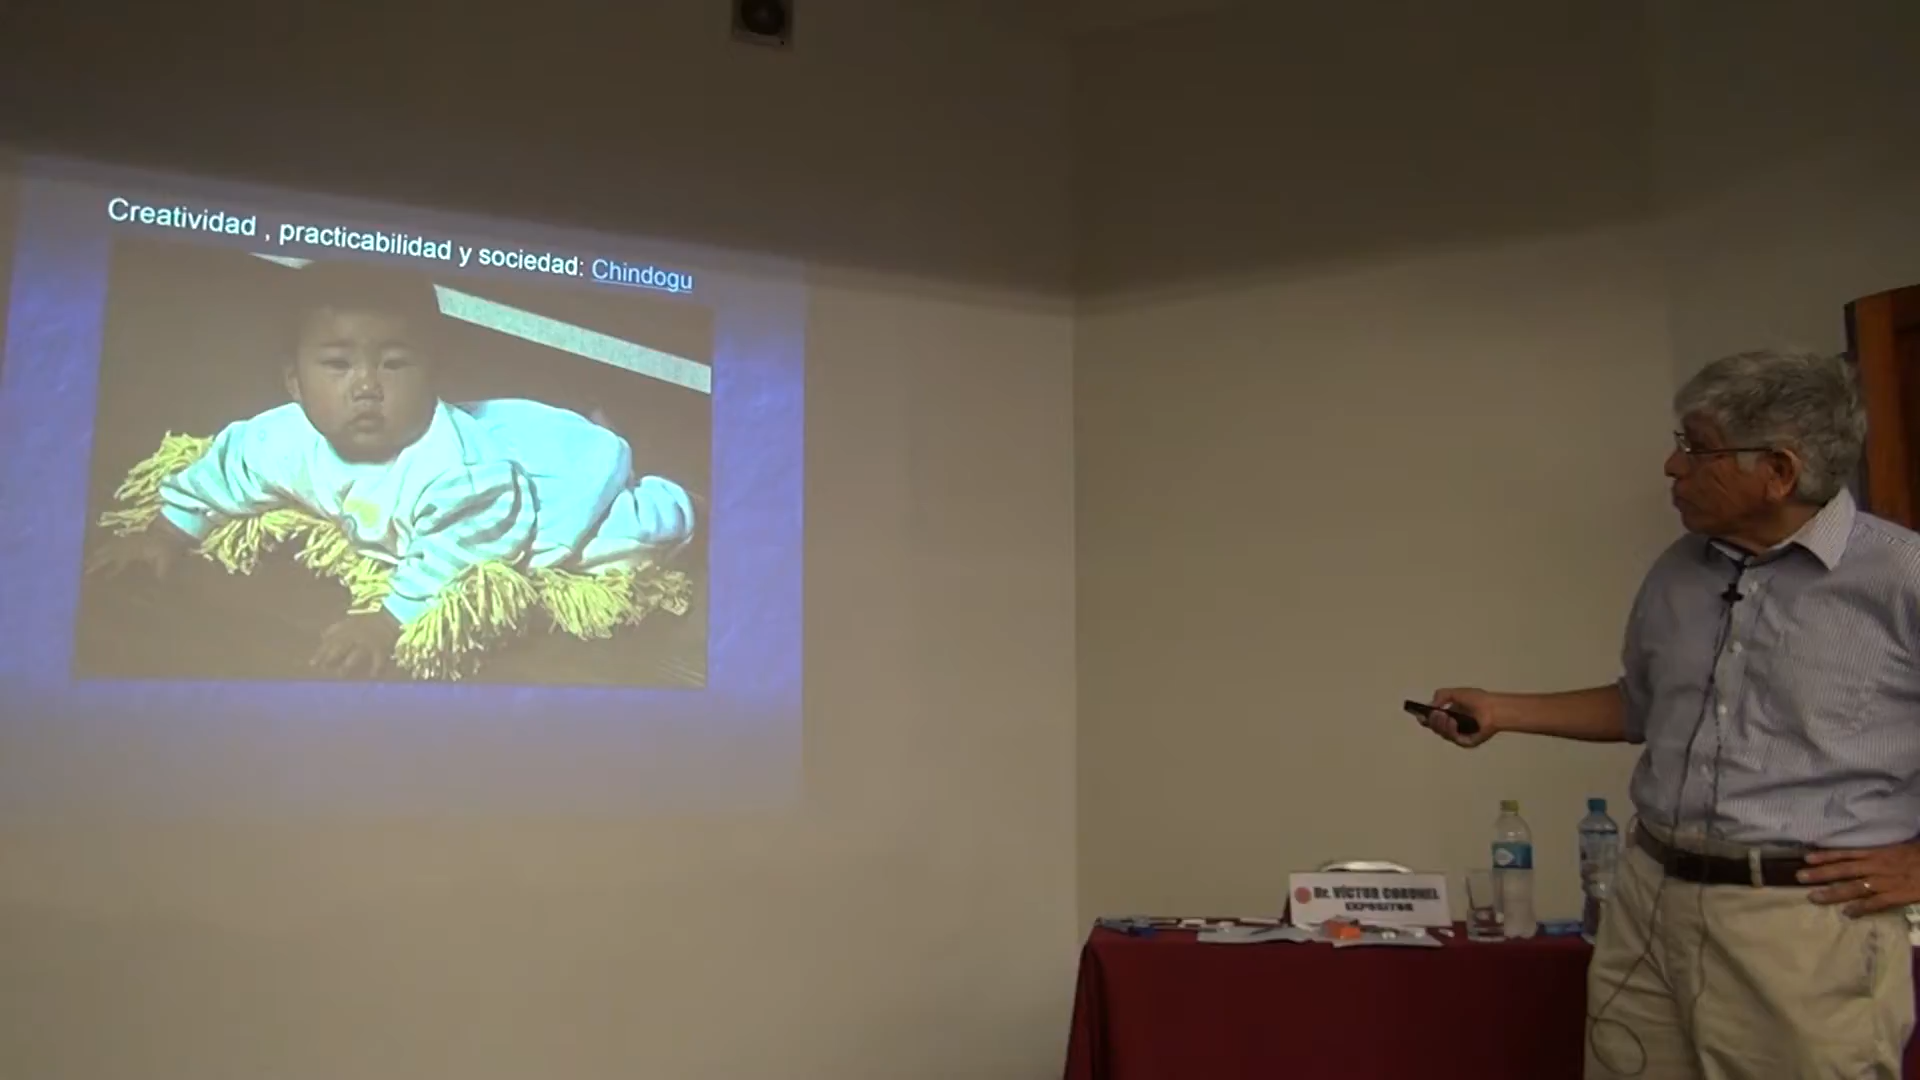 Creatividad , practicabilidad y sociedad: Chindogu
Dr. VÍCTOR CORONEL
EXPOSITOR